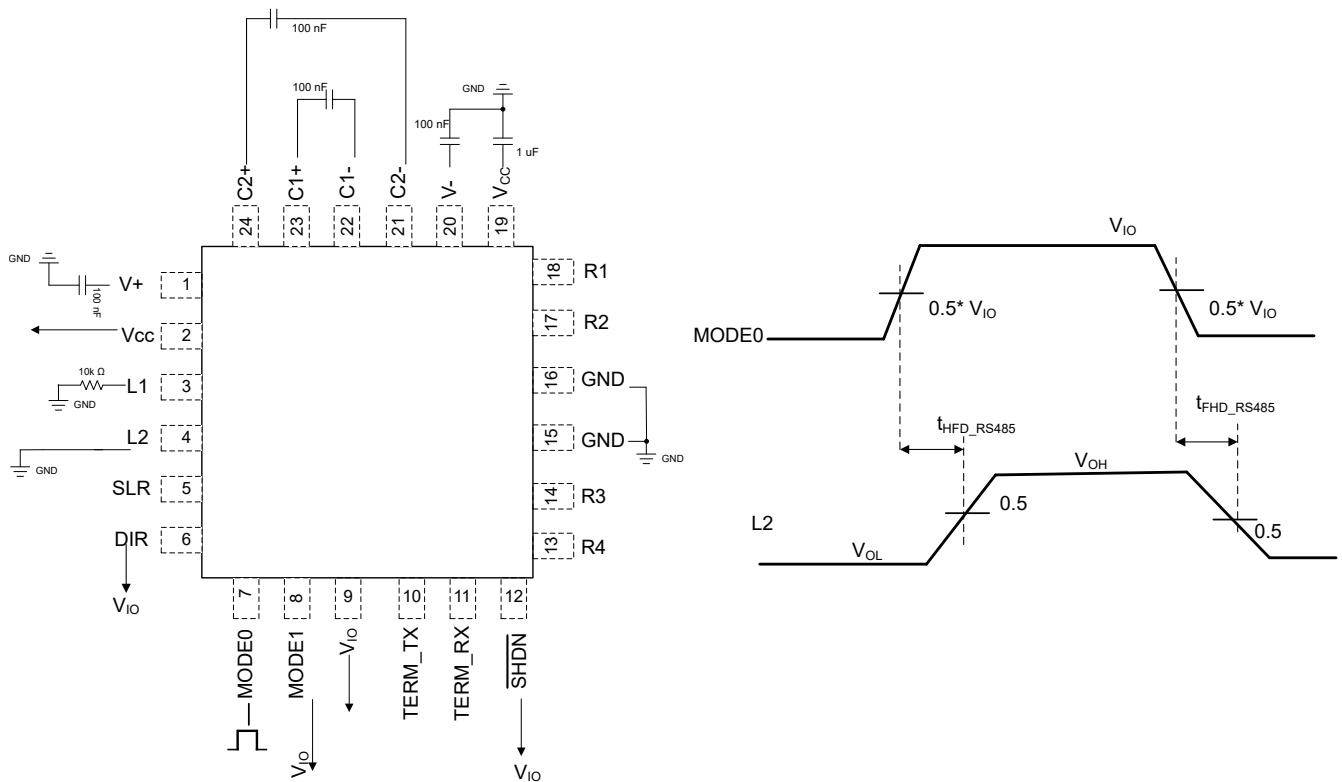 100 nF
100 nF
GND
100 nF
1 uF
C2+
C1+
C1-
C2-
V-
VCC
24
23
22
21
20
19
GND
100 nF
V+
1
18
R1
Vcc
2
17
R2
10k Ω
GND
L1
3
16
GND
L2
4
15
GND
GND
GND
SLR
5
14
R3
DIR
6
13
R4
VIO
7
8
9
10
11
12
MODE0
MODE1
VIO
TERM_TX
TERM_RX
SHDN
VIO
VIO
VIO
0.5* VIO
0.5* VIO
MODE0
tHFD_RS485
tFHD_RS485
VOH
0.5
0.5
L2
VOL